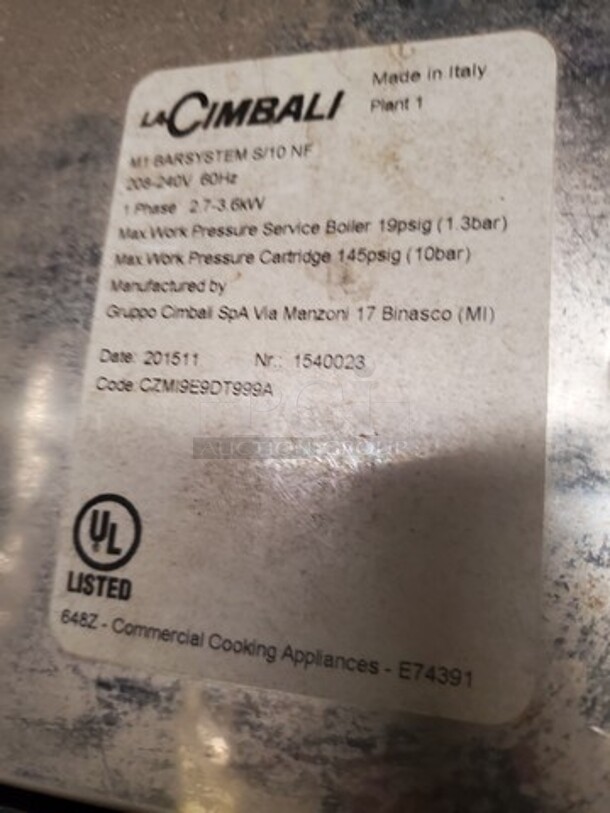 LA CIMBALI
Made in Italy
Plant 1
M1 BARSYSTEM S/10 NF
208-240V 60Hz
1 Phase 2.7-3.6kW
Max Work Pressure Service Boiler 19psig (1.3bar)
Max Work Pressure Cartridge 145psig (10bar)
Manufactured by
Gruppo Cimbali SpA Via Manzoni 17 Binasco (MI)
Date: 201511 Nr.: 1540023
Code: CZMI9E9DT999A
UL
LISTED
648Z - Commercial Cooking Appliances - E74391